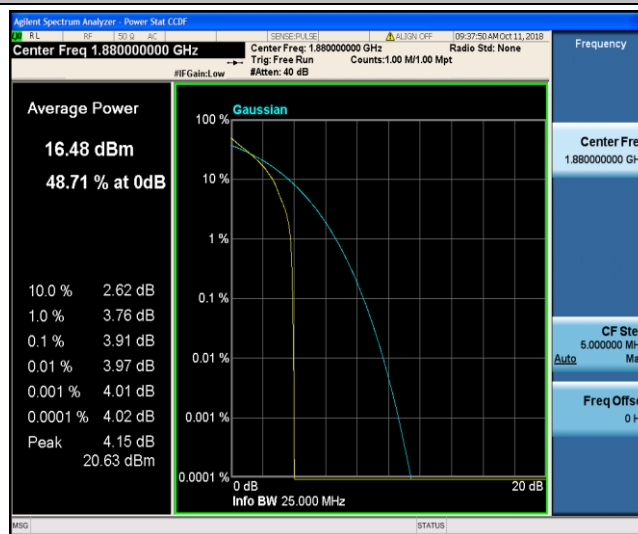 Agilent Spectrum Analyzer - Power Stat CCDF
RL RF 50 Ω AC SENSE:PULSE ALIGN OFF 09:37:50 AM Oct 11, 2018
Center Freq 1.880000000 GHz
Center Freq: 1.880000000 GHz Radio Std: None
Trig: Free Run Counts:1.00 M/1.00 Mpt
#IFGain:Low #Atten: 40 dB
Frequency
Average Power
16.48 dBm
48.71 % at 0dB
10.0 % 2.62 dB
1.0 % 3.76 dB
0.1 % 3.91 dB
0.01 % 3.97 dB
0.001 % 4.01 dB
0.0001 % 4.02 dB
Peak 4.15 dB
20.63 dBm
Gaussian
100 %
10 %
1 %
0.1 %
0.01 %
0.001 %
0.0001 %
0 dB 20 dB
Info BW 25.000 MHz
Center Fre
1.880000000 GH
CF Ste
5.000000 MH
Auto Ma
Freq Offse
0 H
MSG STATUS